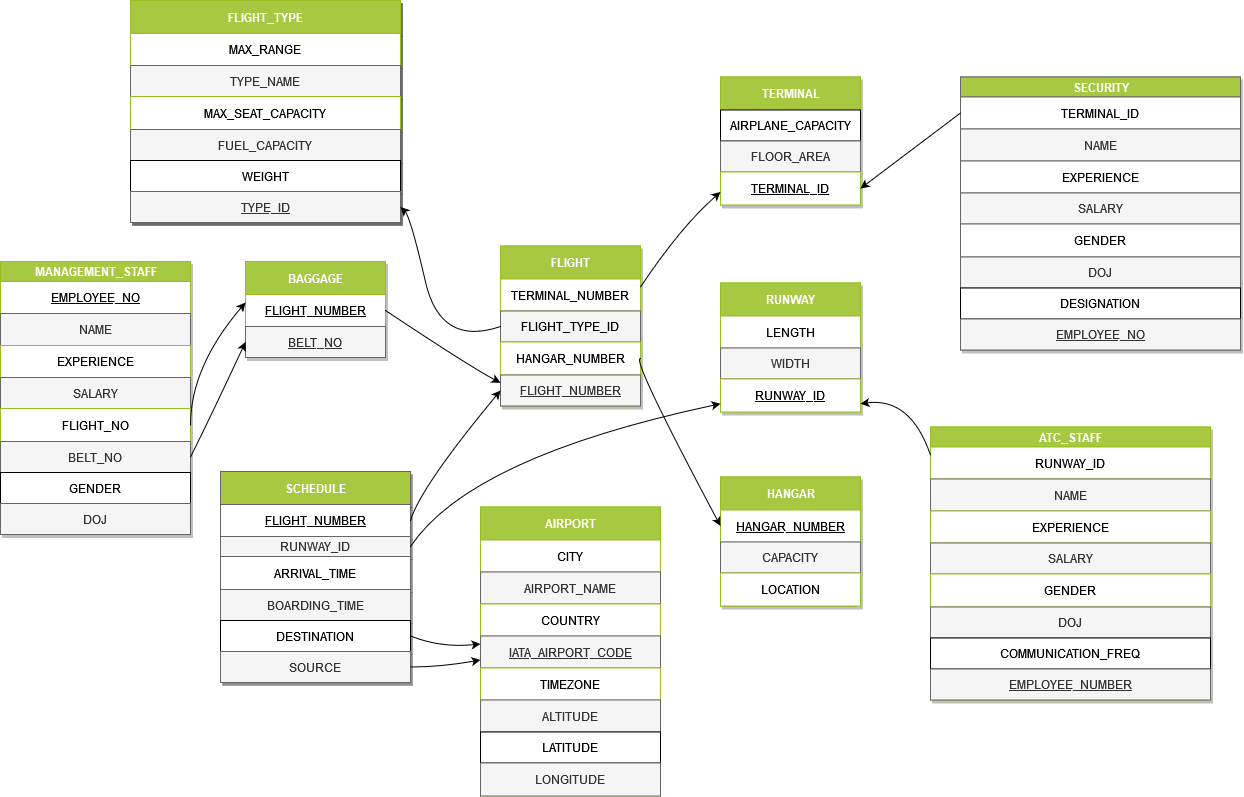 FLIGHT_TYPE
MAX_RANGE
TYPE_NAME
MAX_SEAT_CAPACITY
FUEL_CAPACITY
WEIGHT
TYPE_ID
TERMINAL
AIRPLANE_CAPACITY
FLOOR_AREA
TERMINAL_ID
SECURITY
TERMINAL_ID
NAME
EXPERIENCE
SALARY
GENDER
DOJ
DESIGNATION
EMPLOYEE_NO
MANAGEMENT_STAFF
EMPLOYEE_NO
NAME
EXPERIENCE
SALARY
FLIGHT_NO
BELT_NO
GENDER
DOJ
BAGGAGE
FLIGHT_NUMBER
BELT_NO
FLIGHT
TERMINAL_NUMBER
FLIGHT_TYPE_ID
HANGAR_NUMBER
FLIGHT_NUMBER
RUNWAY
LENGTH
WIDTH
RUNWAY_ID
SCHEDULE
FLIGHT_NUMBER
RUNWAY_ID
ARRIVAL_TIME
BOARDING_TIME
DESTINATION
SOURCE
AIRPORT
CITY
AIRPORT_NAME
COUNTRY
IATA_AIRPORT_CODE
TIMEZONE
ALTITUDE
LATITUDE
LONGITUDE
HANGAR
HANGAR_NUMBER
CAPACITY
LOCATION
ATC_STAFF
RUNWAY_ID
NAME
EXPERIENCE
SALARY
GENDER
DOJ
COMMUNICATION_FREQ
EMPLOYEE_NUMBER